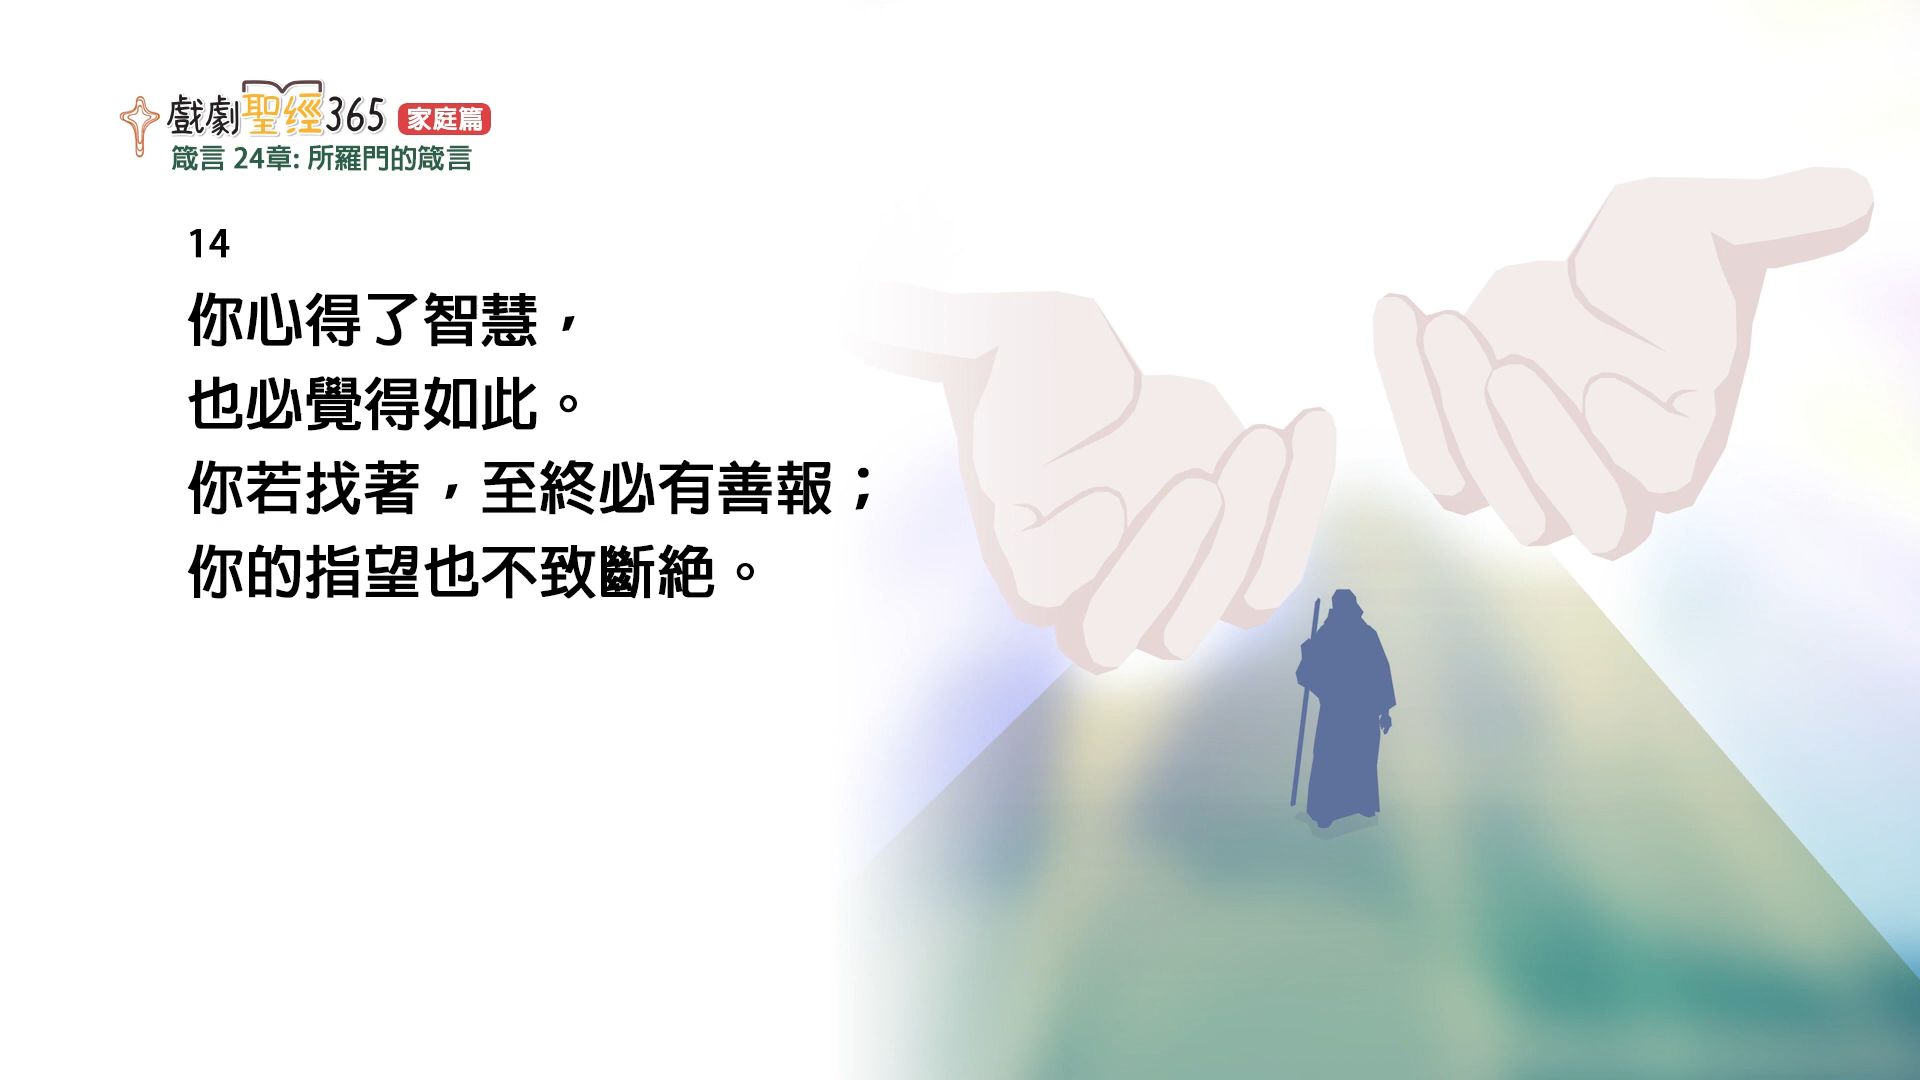 戲劇聖經365 家庭篇
箴言 24章: 所羅門的箴言
14
你心得了智慧，
也必覺得如此。
你若找著，至終必有善報；
你的指望也不致斷絕。